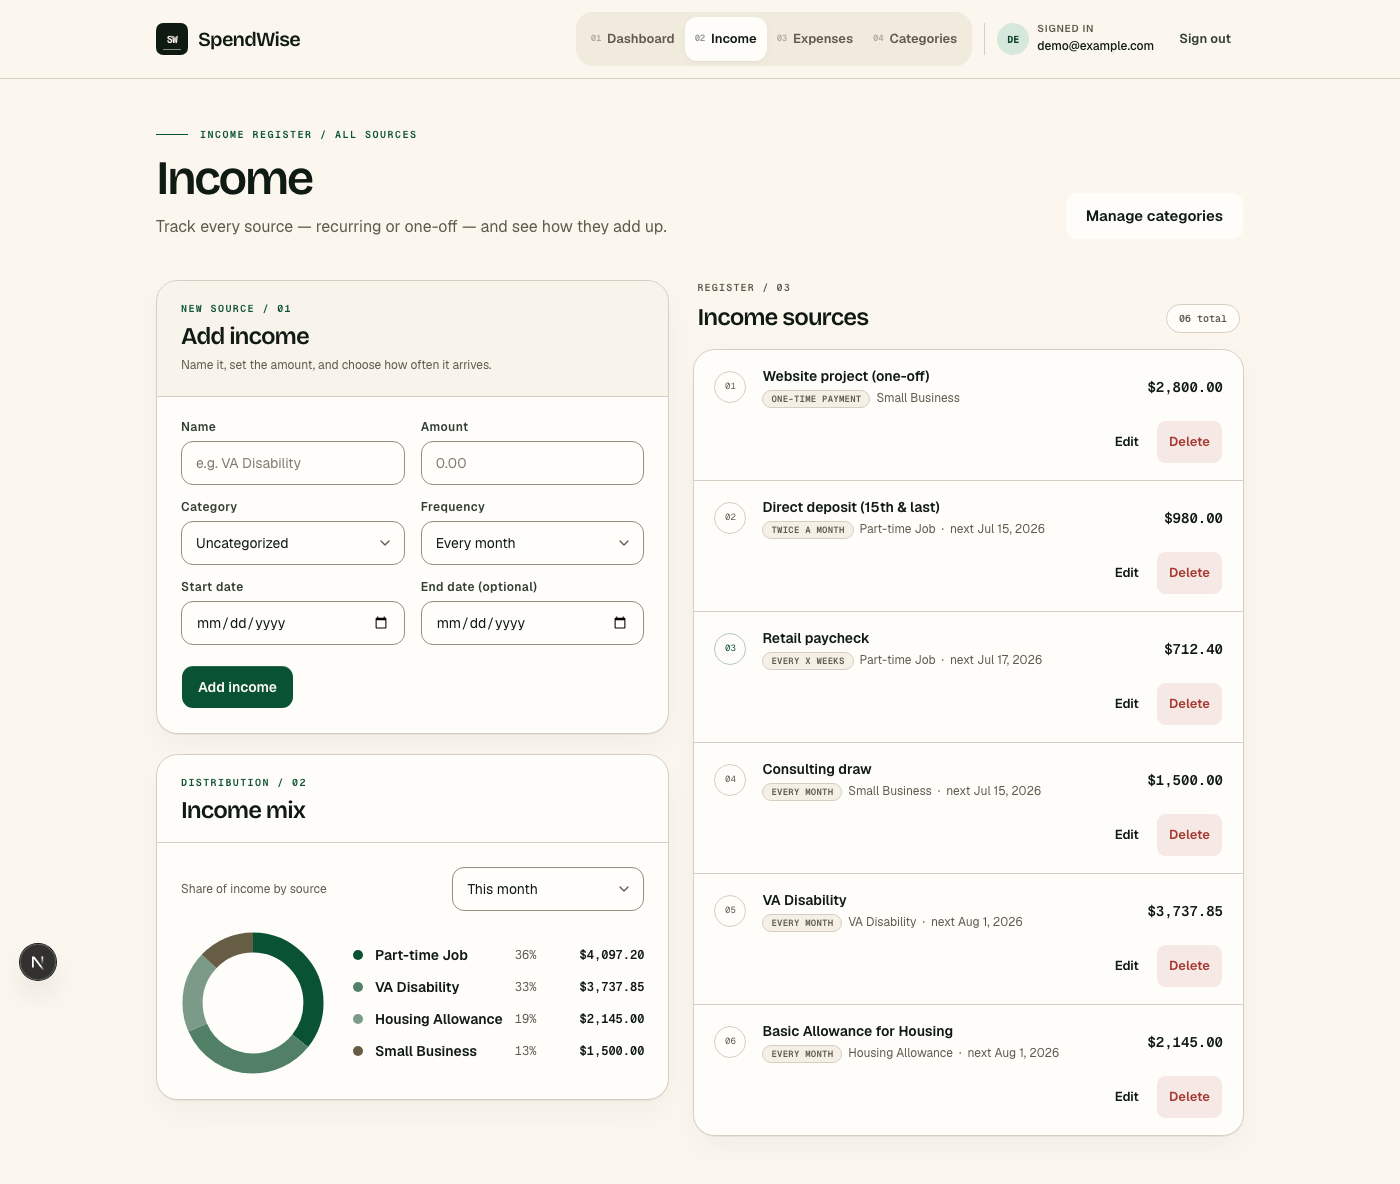 SW
SpendWise
01 Dashboard
02 Income
03 Expenses
04 Categories
DE
SIGNED IN
demo@example.com
Sign out
INCOME REGISTER / ALL SOURCES
Income
Track every source — recurring or one-off — and see how they add up.
Manage categories
NEW SOURCE / 01
Add income
Name it, set the amount, and choose how often it arrives.
Name
Amount
e.g. VA Disability
0.00
Category
Frequency
Uncategorized
Every month
Start date
End date (optional)
mm/dd/yyyy
mm/dd/yyyy
Add income
DISTRIBUTION / 02
Income mix
Share of income by source
This month
Part-time Job 36% $4,097.20
VA Disability 33% $3,737.85
Housing Allowance 19% $2,145.00
Small Business 13% $1,500.00
REGISTER / 03
Income sources
06 total
01
Website project (one-off)
ONE-TIME PAYMENT Small Business
$2,800.00
Edit
Delete
02
Direct deposit (15th & last)
TWICE A MONTH Part-time Job · next Jul 15, 2026
$980.00
Edit
Delete
03
Retail paycheck
EVERY X WEEKS Part-time Job · next Jul 17, 2026
$712.40
Edit
Delete
04
Consulting draw
EVERY MONTH Small Business · next Jul 15, 2026
$1,500.00
Edit
Delete
05
VA Disability
EVERY MONTH VA Disability · next Aug 1, 2026
$3,737.85
Edit
Delete
06
Basic Allowance for Housing
EVERY MONTH Housing Allowance · next Aug 1, 2026
$2,145.00
Edit
Delete
N